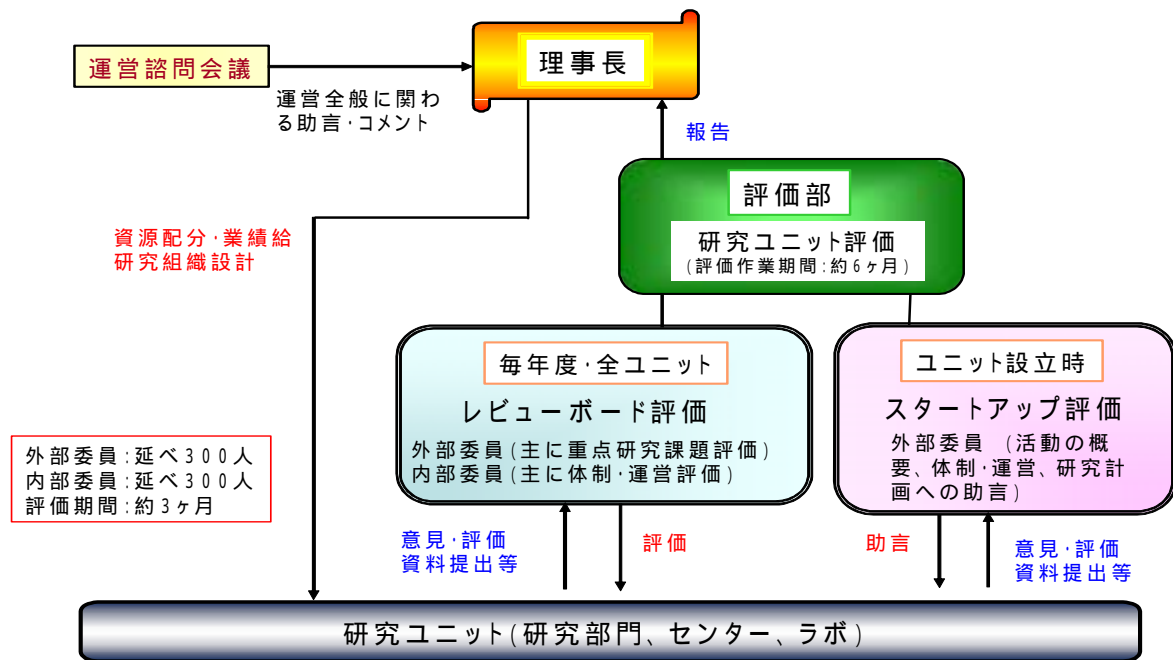 理事長
運営諮問会議
運営全般に関わ
る助言・コメント
報告
評価部
研究ユニット評価
(評価作業期間:約6ヶ月)
資源配分・業績給
研究組織設計
毎年度・全ユニット
レビューボード評価
外部委員(主に重点研究課題評価)
内部委員(主に体制・運営評価)
ユニット設立時
スタートアップ評価
外部委員 (活動の概
要、体制・運営、研究計
画への助言)
外部委員:延べ300人
内部委員:延べ300人
評価期間:約3ヶ月
意見・評価
資料提出等
評価
助言
意見・評価
資料提出等
研究ユニット(研究部門、センター、ラボ)